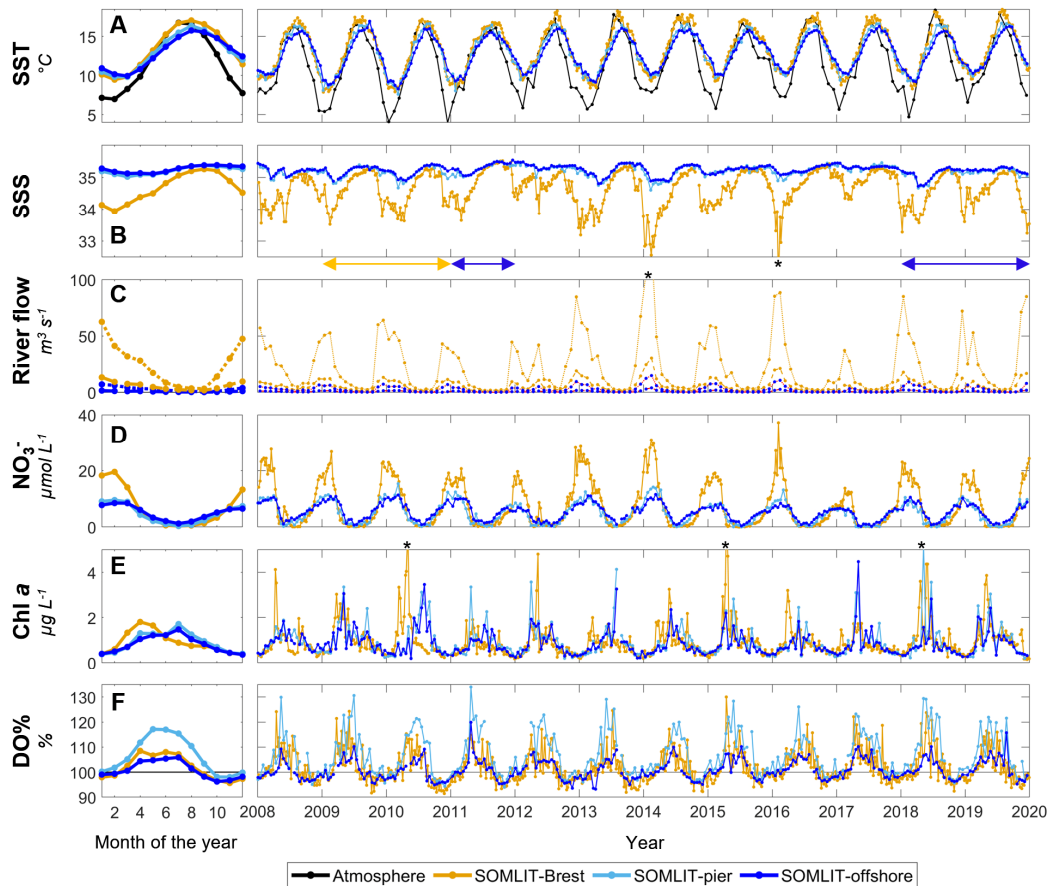 A
SST
°C
15
10
5
SSS
35
34
33
B
River flow
m³ s⁻¹
100
50
0
C
*
*
NO₃⁻
µmol L⁻¹
40
20
0
D
Chl a
µg L⁻¹
4
2
0
E
*
*
*
DO%
%
130
120
110
100
90
F
2 4 6 8 10 12
2008 2009 2010 2011 2012 2013 2014 2015 2016 2017 2018 2019 2020
Month of the year
Year
Atmosphere SOMLIT-Brest SOMLIT-pier SOMLIT-offshore